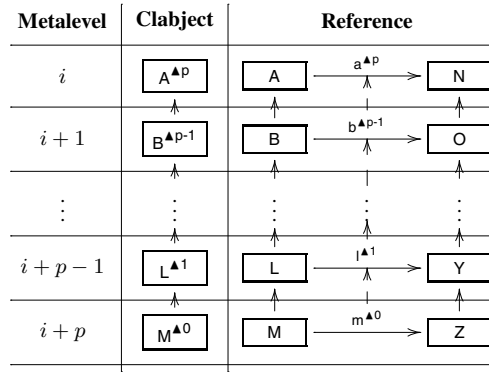 Metalevel Clabject Reference
a▲p
i A▲p A N
b▲p-1
i + 1 B▲p-1 B O
⋮ ⋮ ⋮ ⋮ ⋮
l▲1
i + p − 1 L▲1 L Y
i + p M▲0 M m▲0 Z